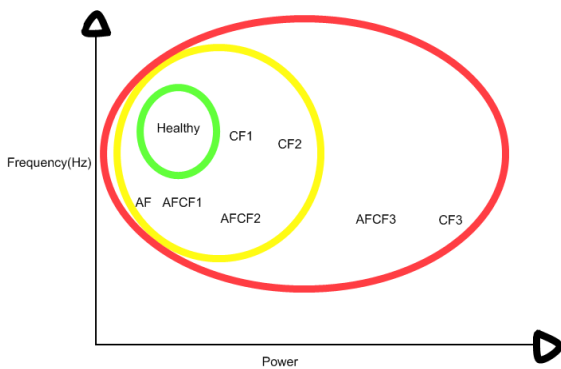 Healthy
CF1
CF2
Frequency(Hz)
AF AFCF1
AFCF2
AFCF3
CF3
Power